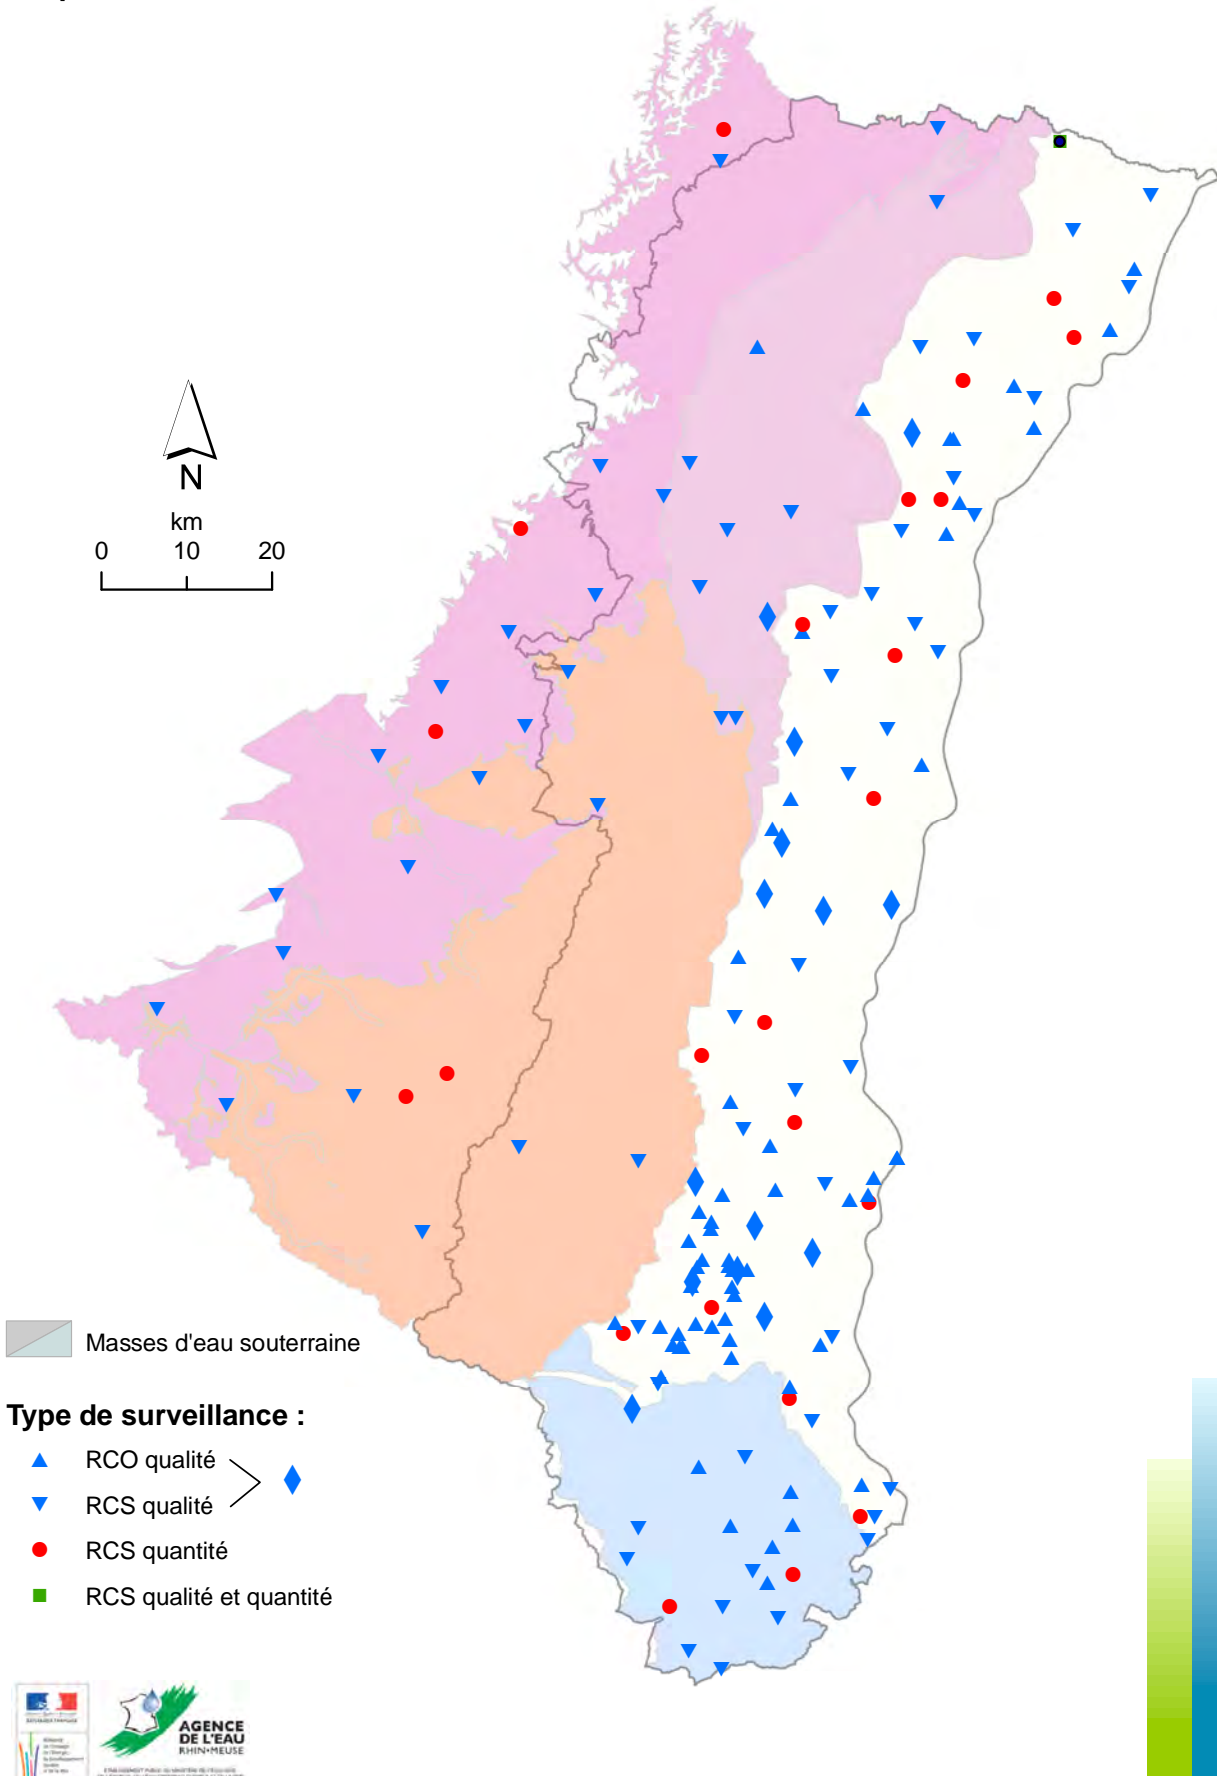 N
km
0 10 20
Masses d'eau souterraine
Type de surveillance :
RCO qualité
RCS qualité
RCS quantité
RCS qualité et quantité
AGENCE
DE L'EAU
RHIN•MEUSE